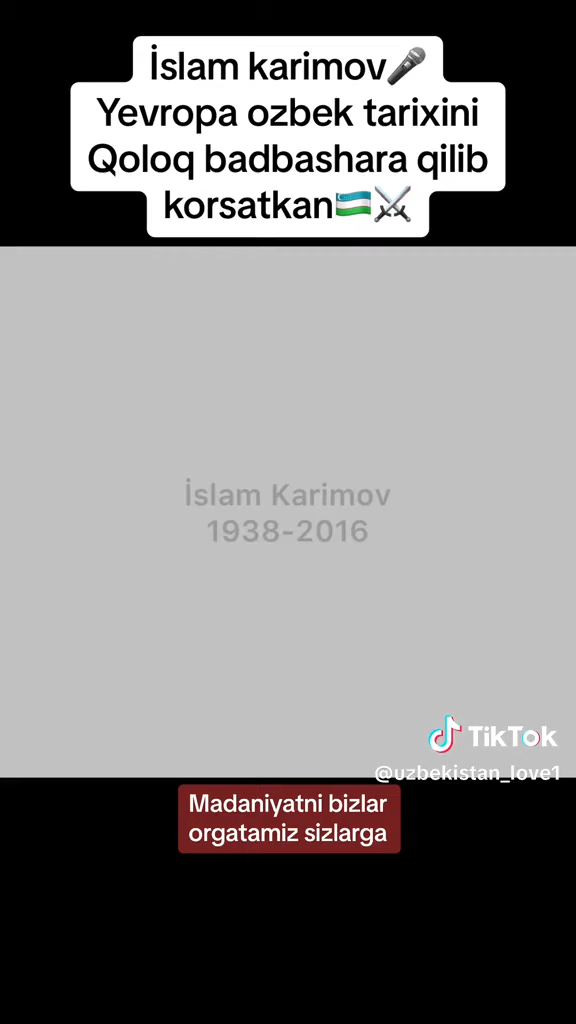 İslam karimov🎤
Yevropa ozbek tarixini
Qoloq badbashara qilib
korsatkan🇺🇿⚔️
İslam Karimov
1938-2016
TikTok
@uzbekistan_love1
Madaniyatni bizlar
orgatamiz sizlarga